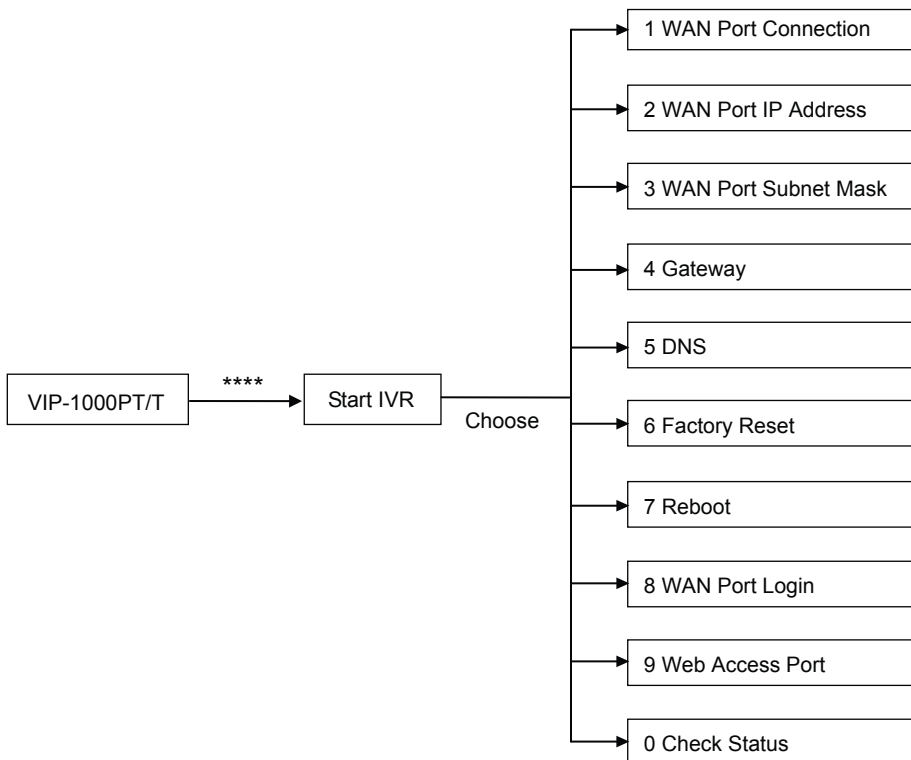 VIP-1000PT/T
****
Start IVR
Choose
1 WAN Port Connection
2 WAN Port IP Address
3 WAN Port Subnet Mask
4 Gateway
5 DNS
6 Factory Reset
7 Reboot
8 WAN Port Login
9 Web Access Port
0 Check Status